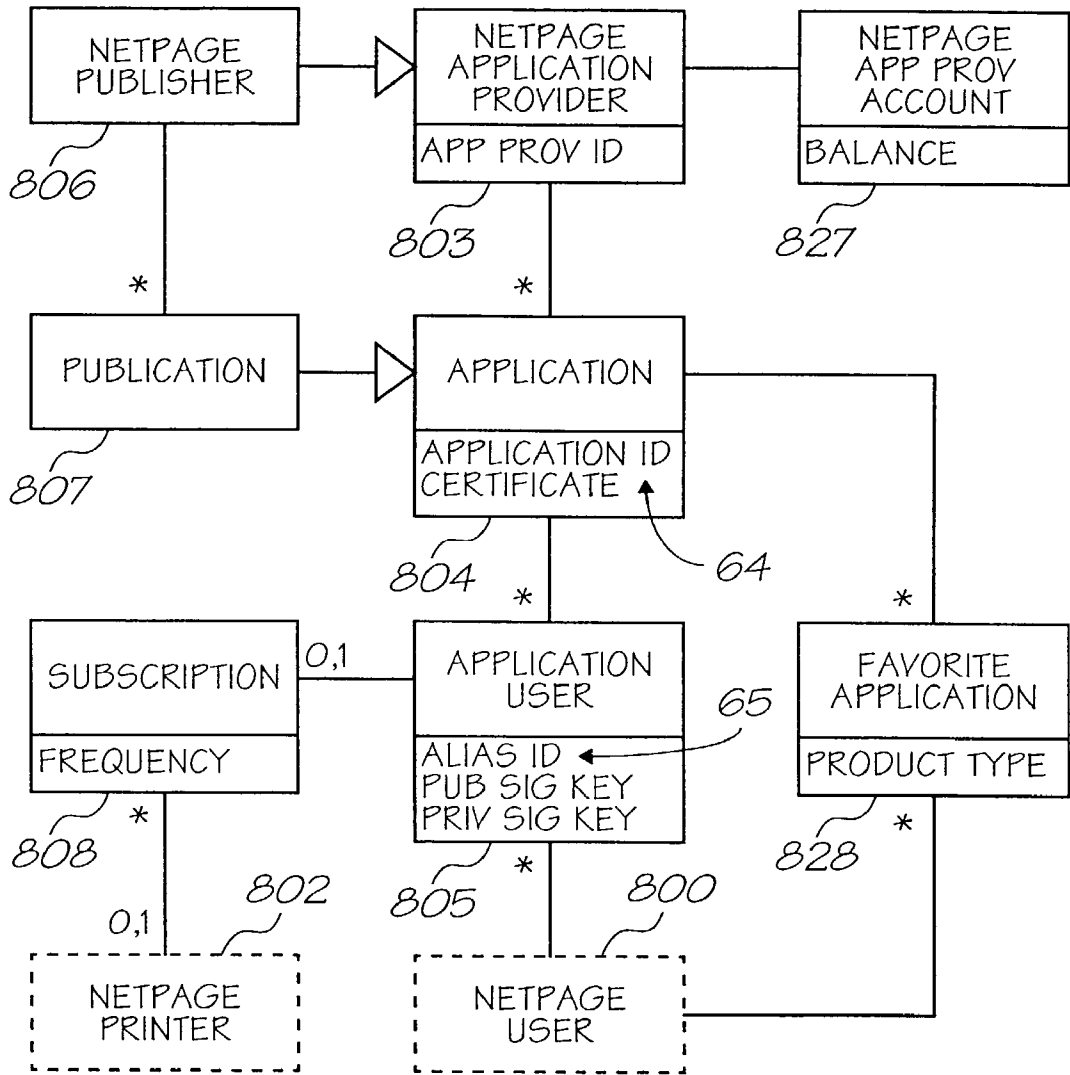 NETPAGE
PUBLISHER
806
NETPAGE
APPLICATION
PROVIDER
APP PROV ID
803
NETPAGE
APP PROV
ACCOUNT
BALANCE
827
*
*
PUBLICATION
807
APPLICATION
APPLICATION ID
CERTIFICATE
804
64
*
*
SUBSCRIPTION
FREQUENCY
808
0,1
APPLICATION
USER
ALIAS ID
PUB SIG KEY
PRIV SIG KEY
805
65
FAVORITE
APPLICATION
PRODUCT TYPE
828
*
*
*
0,1
802
800
NETPAGE
PRINTER
NETPAGE
USER